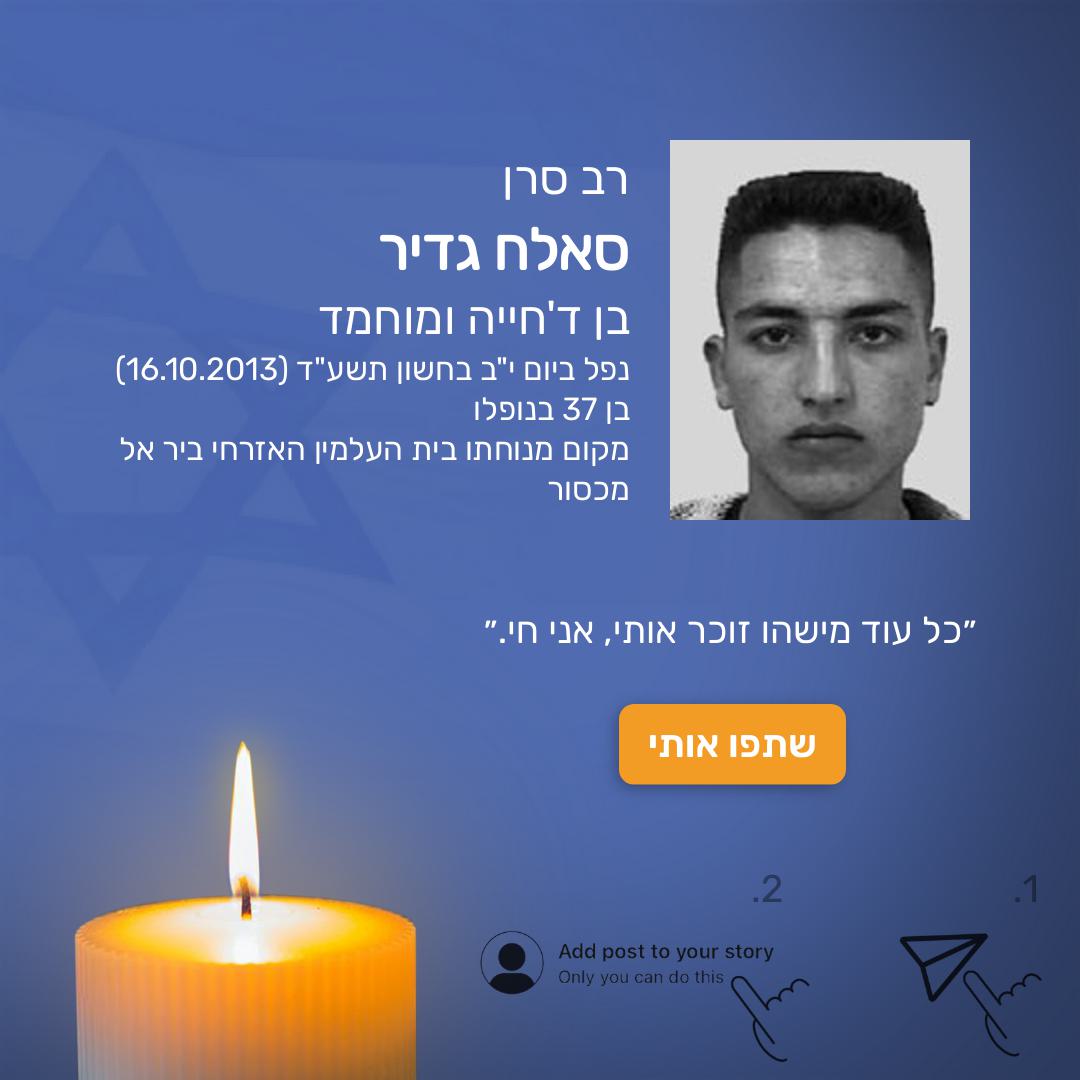 רב סרן
סאלח גדיר
בן ד'חייה ומוחמד
נפל ביום י"ב בחשון תשע"ד (16.10.2013)
בן 37 בנופלו
מקום מנוחתו בית העלמין האזרחי ביר אל
מכסור
״כל עוד מישהו זוכר אותי, אני חי.״
שתפו אותי
.1
.2
Add post to your story
Only you can do this